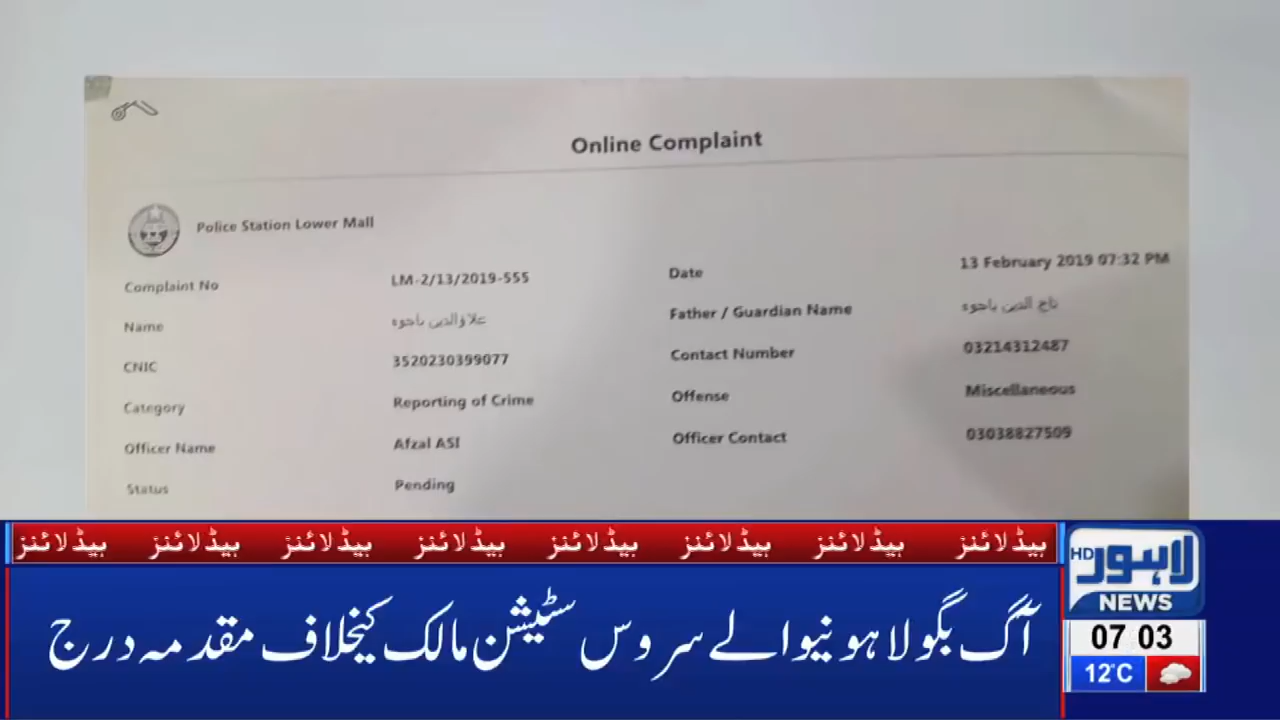 Online Complaint
Police Station Lower Mall
Complaint No LM-2/13/2019-555 Date 13 February 2019 07:32 PM
Name علاؤالدین باجوہ Father / Guardian Name تاج الدین باجوہ
CNIC 3520230399077 Contact Number 03214312487
Category Reporting of Crime Offense Miscellaneous
Officer Name Afzal ASI Officer Contact 03038827509
Status Pending
ہیڈلائنز ہیڈلائنز ہیڈلائنز ہیڈلائنز ہیڈلائنز ہیڈلائنز ہیڈلائنز ہیڈلائنز
آگ بگولا ہونیوالے سروس سٹیشن مالک کیخلاف مقدمہ درج
HD لاہور
NEWS
07 03
12°C